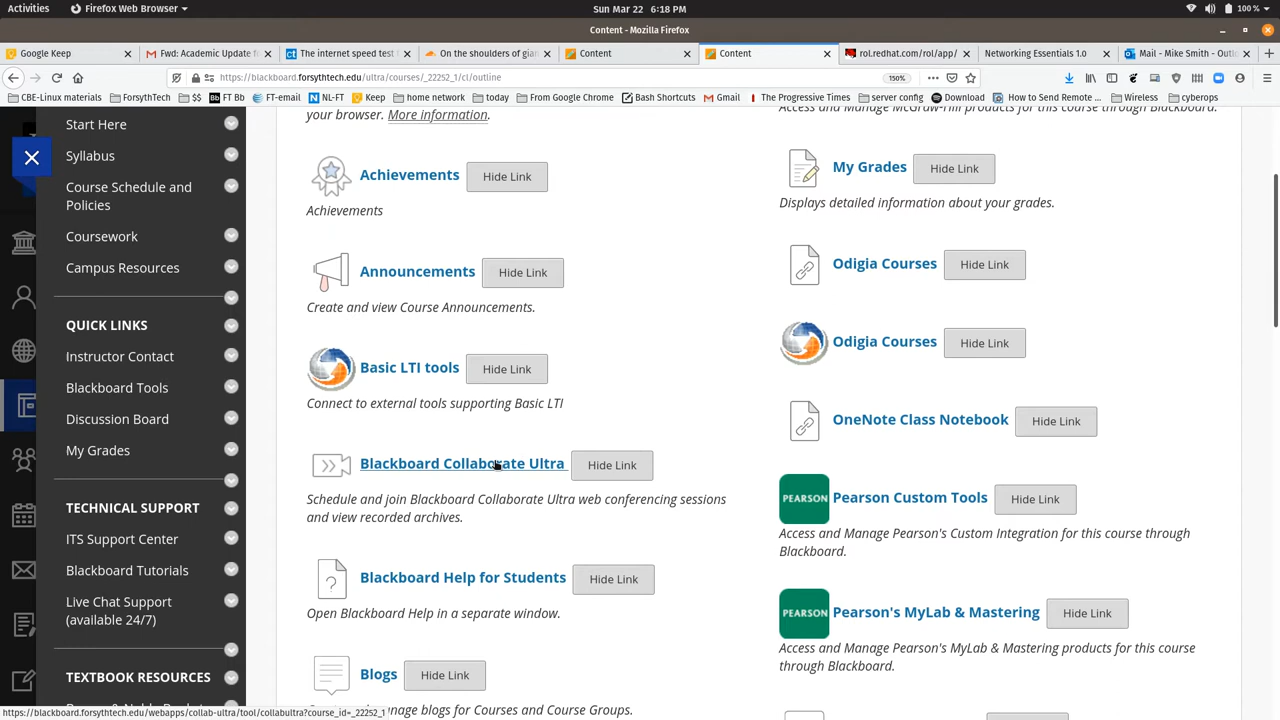 Activities
Firefox Web Browser
Sun Mar 22 6:18 PM
100 %
Content - Mozilla Firefox
Google Keep
Fwd: Academic Update f
The internet speed test
On the shoulders of gian
Content
Content
rol.redhat.com/rol/app/
Networking Essentials 1.0
Mail - Mike Smith - Outl
https://blackboard.forsythtech.edu/ultra/courses/_22252_1/cl/outline
150%
CBE-Linux materials
ForsythTech
$$
FT Bb
FT-email
NL-FT
Keep
home network
today
From Google Chrome
Bash Shortcuts
Gmail
The Progressive Times
server config
Download
How to Send Remote ...
Wireless
cyberops
Start Here
Syllabus
Course Schedule and
Policies
Coursework
Campus Resources
QUICK LINKS
Instructor Contact
Blackboard Tools
Discussion Board
My Grades
TECHNICAL SUPPORT
ITS Support Center
Blackboard Tutorials
Live Chat Support
(available 24/7)
TEXTBOOK RESOURCES
your browser. More information.
Achievements
Hide Link
Achievements
Announcements
Hide Link
Create and view Course Announcements.
Basic LTI tools
Hide Link
Connect to external tools supporting Basic LTI
Blackboard Collaborate Ultra
Hide Link
Schedule and join Blackboard Collaborate Ultra web conferencing sessions
and view recorded archives.
Blackboard Help for Students
Hide Link
Open Blackboard Help in a separate window.
Blogs
Hide Link
nage blogs for Courses and Course Groups.
Access and Manage McGraw-Hill products for this course through Blackboard.
My Grades
Hide Link
Displays detailed information about your grades.
Odigia Courses
Hide Link
Odigia Courses
Hide Link
OneNote Class Notebook
Hide Link
PEARSON
Pearson Custom Tools
Hide Link
Access and Manage Pearson's Custom Integration for this course through
Blackboard.
PEARSON
Pearson's MyLab & Mastering
Hide Link
Access and Manage Pearson's MyLab & Mastering products for this course
through Blackboard.
https://blackboard.forsythtech.edu/webapps/collab-ultra/tool/collabultra?course_id=_22252_1